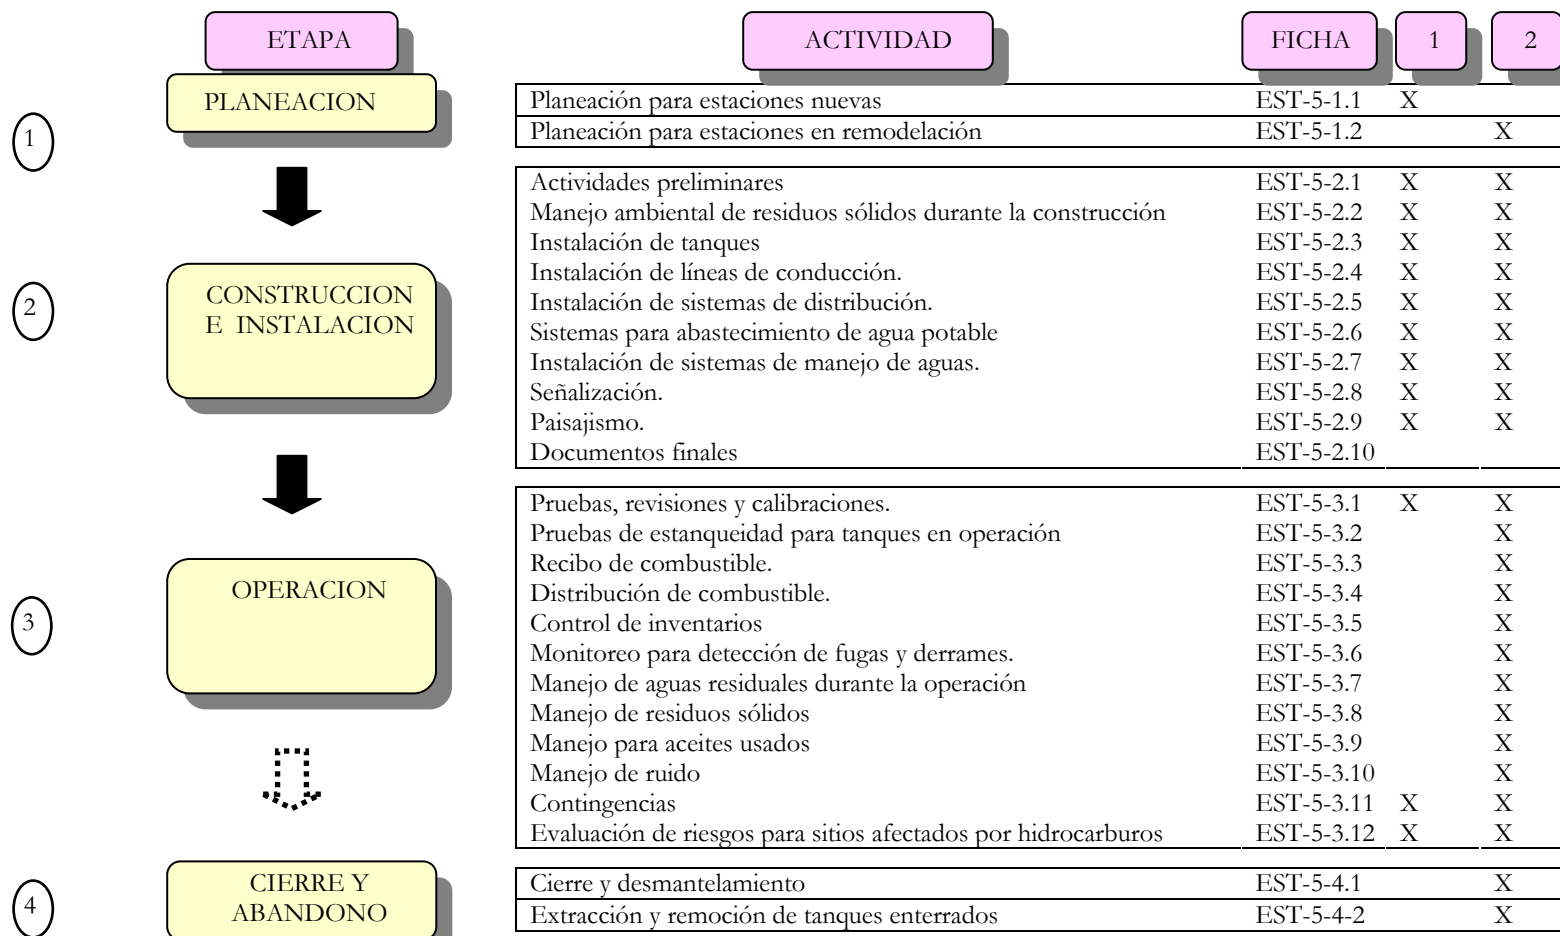 ETAPA ACTIVIDAD FICHA 1 2
PLANEACION
1
Planeación para estaciones nuevas EST-5-1.1 X
Planeación para estaciones en remodelación EST-5-1.2 X
2
CONSTRUCCION
E INSTALACION
Actividades preliminares EST-5-2.1 X X
Manejo ambiental de residuos sólidos durante la construcción EST-5-2.2 X X
Instalación de tanques EST-5-2.3 X X
Instalación de líneas de conducción. EST-5-2.4 X X
Instalación de sistemas de distribución. EST-5-2.5 X X
Sistemas para abastecimiento de agua potable EST-5-2.6 X X
Instalación de sistemas de manejo de aguas. EST-5-2.7 X X
Señalización. EST-5-2.8 X X
Paisajismo. EST-5-2.9 X X
Documentos finales EST-5-2.10
3
OPERACION
Pruebas, revisiones y calibraciones. EST-5-3.1 X X
Pruebas de estanqueidad para tanques en operación EST-5-3.2 X
Recibo de combustible. EST-5-3.3 X
Distribución de combustible. EST-5-3.4 X
Control de inventarios EST-5-3.5 X
Monitoreo para detección de fugas y derrames. EST-5-3.6 X
Manejo de aguas residuales durante la operación EST-5-3.7 X
Manejo de residuos sólidos EST-5-3.8 X
Manejo para aceites usados EST-5-3.9 X
Manejo de ruido EST-5-3.10 X
Contingencias EST-5-3.11 X X
Evaluación de riesgos para sitios afectados por hidrocarburos EST-5-3.12 X X
4
CIERRE Y
ABANDONO
Cierre y desmantelamiento EST-5-4.1 X
Extracción y remoción de tanques enterrados EST-5-4-2 X